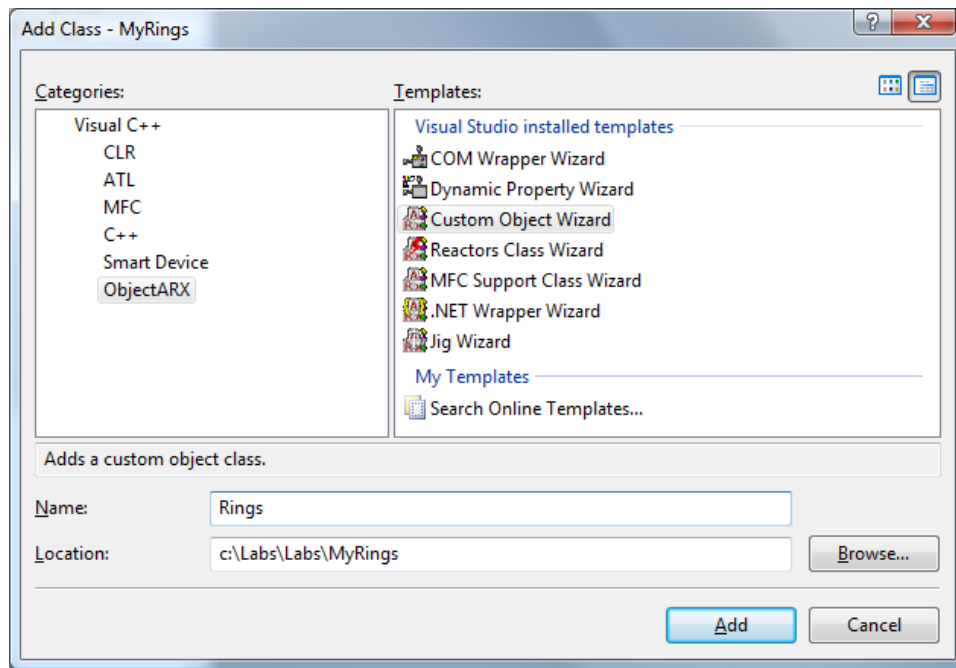 Add Class - MyRings
Categories:
Templates:
Visual C++
CLR
ATL
MFC
C++
Smart Device
ObjectARX
Visual Studio installed templates
COM Wrapper Wizard
Dynamic Property Wizard
Custom Object Wizard
Reactors Class Wizard
MFC Support Class Wizard
.NET Wrapper Wizard
Jig Wizard
My Templates
Search Online Templates...
Adds a custom object class.
Name:
Rings
Location:
c:\Labs\Labs\MyRings
Browse...
Add
Cancel